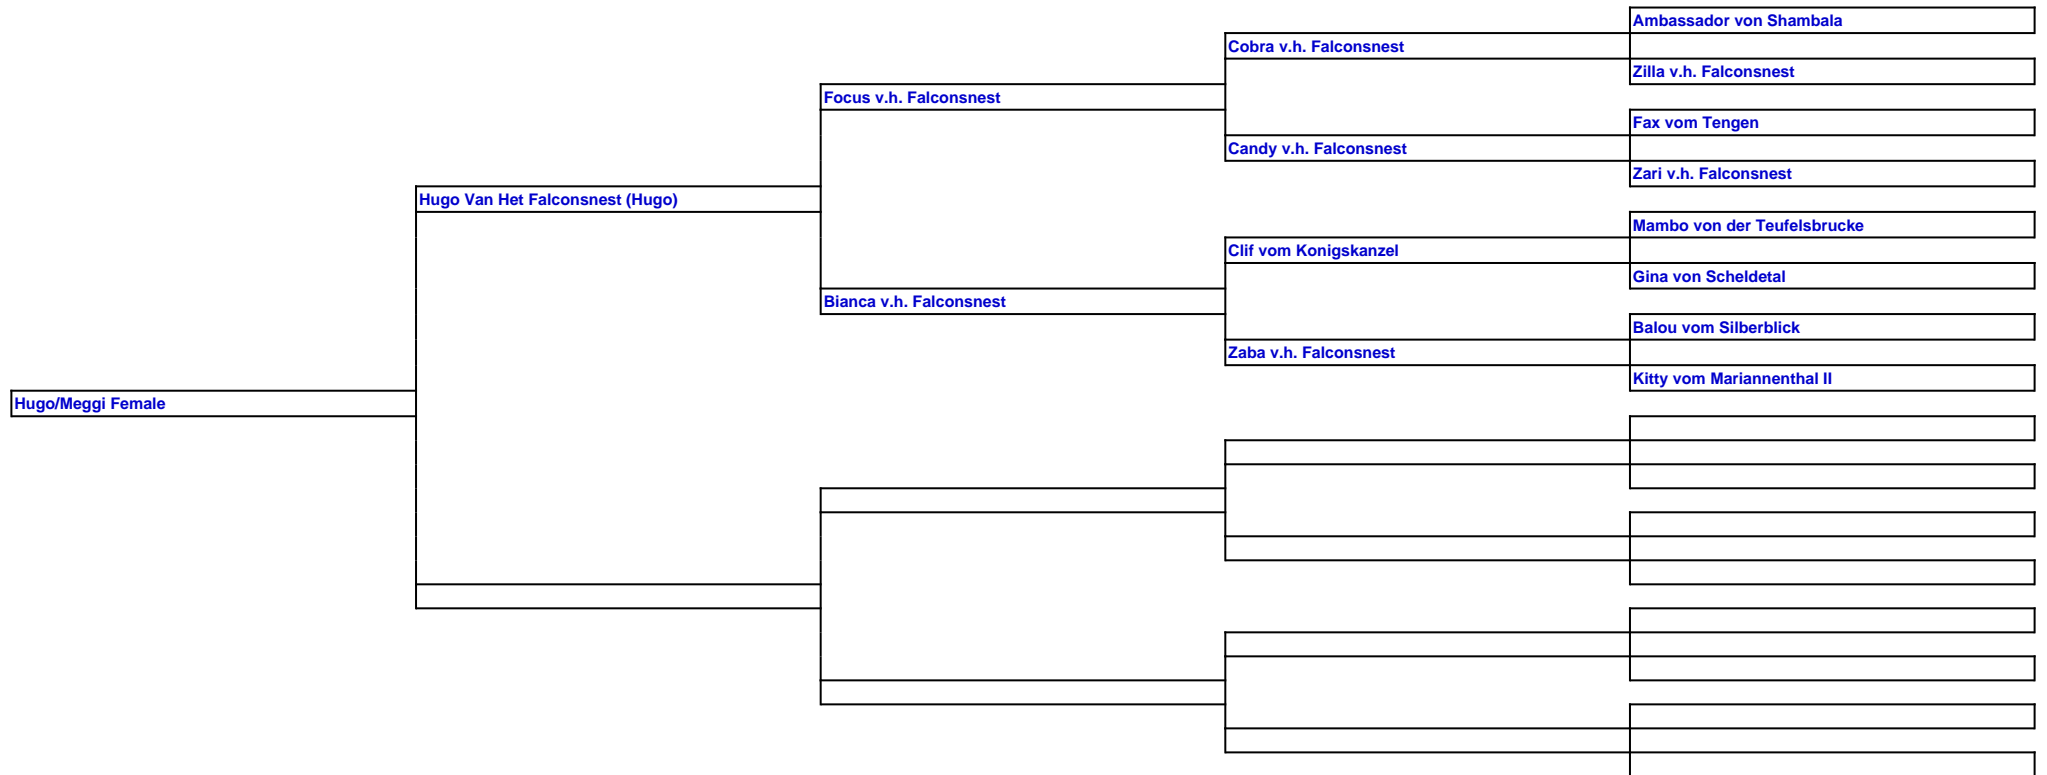 Ambassador von Shambala
Cobra v.h. Falconsnest
Zilla v.h. Falconsnest
Focus v.h. Falconsnest
Fax vom Tengen
Candy v.h. Falconsnest
Zari v.h. Falconsnest
Hugo Van Het Falconsnest (Hugo)
Mambo von der Teufelsbrucke
Clif vom Konigskanzel
Gina von Scheldetal
Bianca v.h. Falconsnest
Balou vom Silberblick
Zaba v.h. Falconsnest
Kitty vom Mariannenthal II
Hugo/Meggi Female